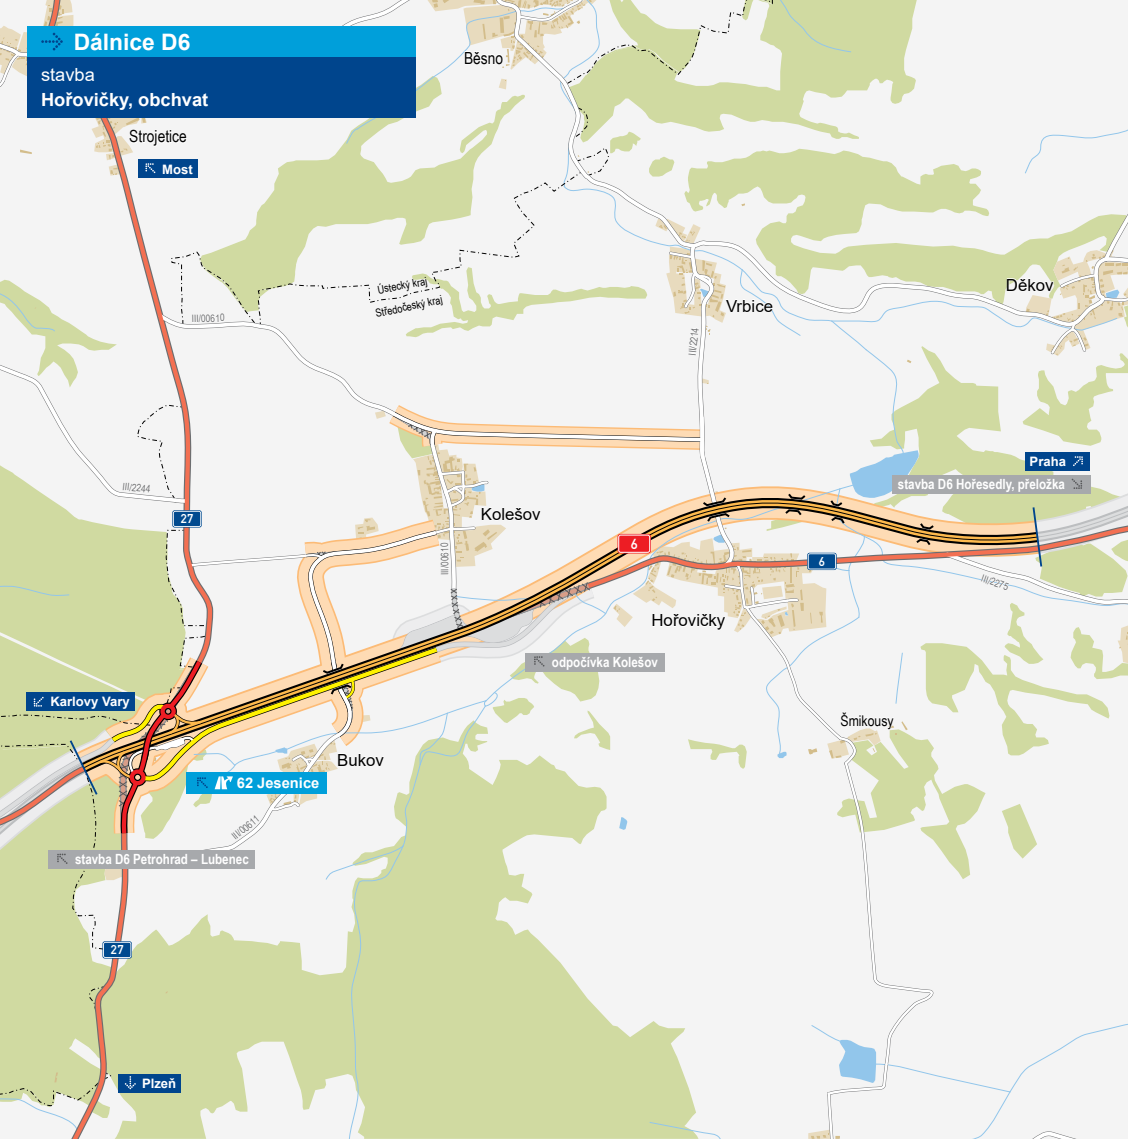 Dálnice D6
stavba
Hořovičky, obchvat
Běsno
Strojetice
Most
Ústecký kraj
Středočeský kraj
Děkov
Vrbice
III/00610
III/2214
III/2244
27
Kolešov
Praha
stavba D6 Hořesedly, přeložka
6
6
III/00610
III/2275
Hořovičky
odpočívka Kolešov
Karlovy Vary
Šmikousy
Bukov
62 Jesenice
III/00611
stavba D6 Petrohrad – Lubenec
27
Plzeň